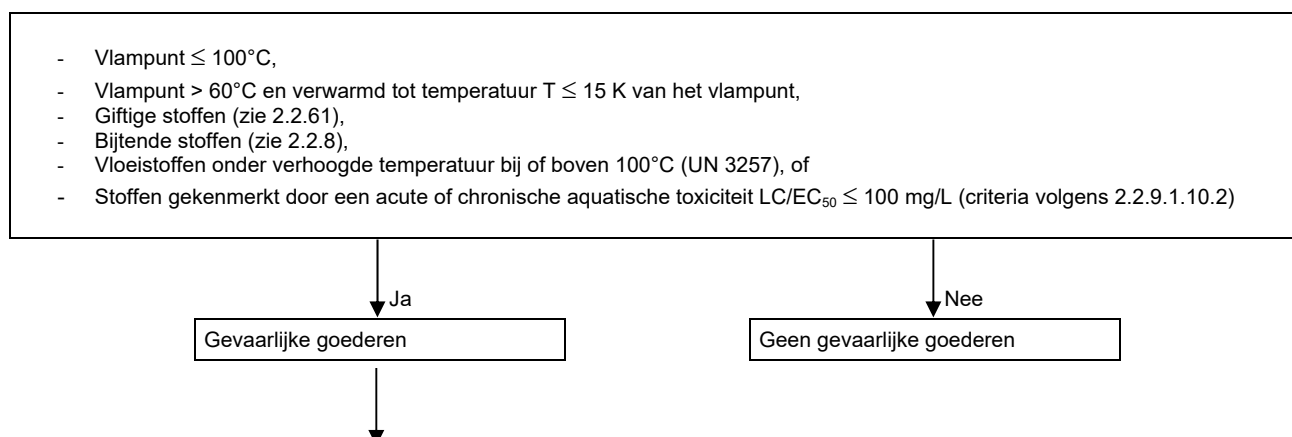 - Vlampunt ≤ 100°C,
- Vlampunt > 60°C en verwarmd tot temperatuur T ≤ 15 K van het vlampunt,
- Giftige stoffen (zie 2.2.61),
- Bijtende stoffen (zie 2.2.8),
- Vloeistoffen onder verhoogde temperatuur bij of boven 100°C (UN 3257), of
- Stoffen gekenmerkt door een acute of chronische aquatische toxiciteit LC/EC₅₀ ≤ 100 mg/L (criteria volgens 2.2.9.1.10.2)
Ja
Nee
Gevaarlijke goederen
Geen gevaarlijke goederen